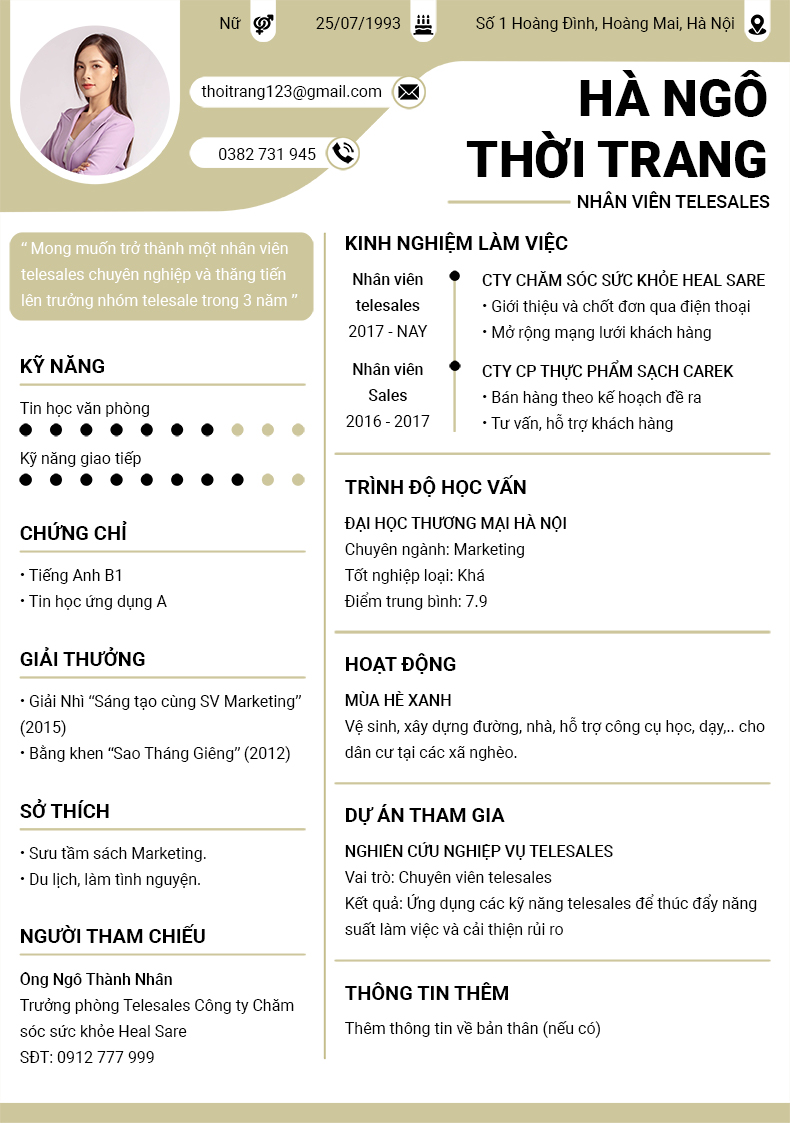 Nữ
25/07/1993
Số 1 Hoàng Đình, Hoàng Mai, Hà Nội
thoitrang123@gmail.com
0382 731 945
HÀ NGÔ
THỜI TRANG
NHÂN VIÊN TELESALES
“ Mong muốn trở thành một nhân viên
telesales chuyên nghiệp và thăng tiến
lên trưởng nhóm telesale trong 3 năm ”
KỸ NĂNG
Tin học văn phòng
Kỹ năng giao tiếp
CHỨNG CHỈ
• Tiếng Anh B1
• Tin học ứng dụng A
GIẢI THƯỞNG
• Giải Nhì “Sáng tạo cùng SV Marketing”
(2015)
• Bằng khen “Sao Tháng Giêng” (2012)
SỞ THÍCH
• Sưu tầm sách Marketing.
• Du lịch, làm tình nguyện.
NGƯỜI THAM CHIẾU
Ông Ngô Thành Nhân
Trưởng phòng Telesales Công ty Chăm
sóc sức khỏe Heal Sare
SĐT: 0912 777 999
KINH NGHIỆM LÀM VIỆC
Nhân viên
telesales
2017 - NAY
CTY CHĂM SÓC SỨC KHỎE HEAL SARE
• Giới thiệu và chốt đơn qua điện thoại
• Mở rộng mạng lưới khách hàng
Nhân viên
Sales
2016 - 2017
CTY CP THỰC PHẨM SẠCH CAREK
• Bán hàng theo kế hoạch đề ra
• Tư vấn, hỗ trợ khách hàng
TRÌNH ĐỘ HỌC VẤN
ĐẠI HỌC THƯƠNG MẠI HÀ NỘI
Chuyên ngành: Marketing
Tốt nghiệp loại: Khá
Điểm trung bình: 7.9
HOẠT ĐỘNG
MÙA HÈ XANH
Vệ sinh, xây dựng đường, nhà, hỗ trợ công cụ học, dạy,.. cho
dân cư tại các xã nghèo.
DỰ ÁN THAM GIA
NGHIÊN CỨU NGHIỆP VỤ TELESALES
Vai trò: Chuyên viên telesales
Kết quả: Ứng dụng các kỹ năng telesales để thúc đẩy năng
suất làm việc và cải thiện rủi ro
THÔNG TIN THÊM
Thêm thông tin về bản thân (nếu có)